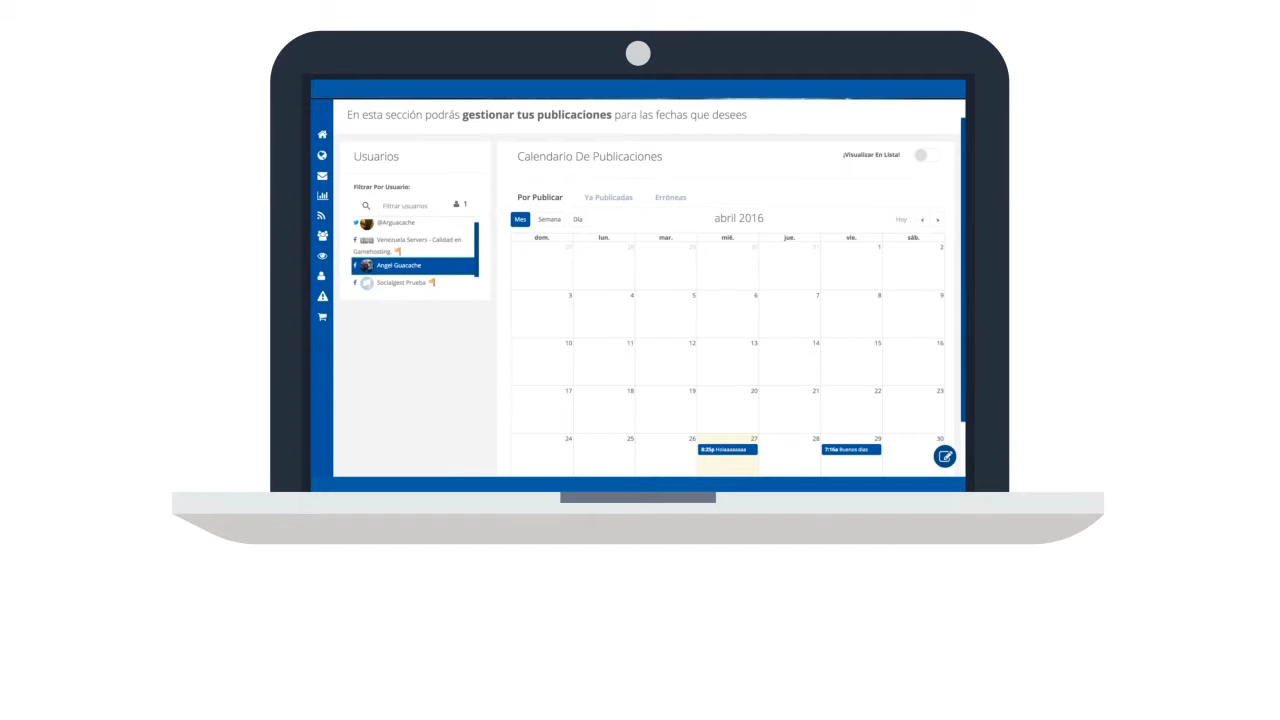 En esta sección podrás gestionar tus publicaciones para las fechas que desees
Usuarios
Filtrar Por Usuario:
Filtrar usuarios
1
@Arguacache
Venezuela Servers - Calidad en
Gamehosting.
Angel Guacache
Socialgest Prueba
Calendario De Publicaciones
¡Visualizar En Lista!
Por Publicar Ya Publicadas Erróneas
Mes Semana Día
abril 2016
Hoy
dom. lun. mar. mié. jue. vie. sáb.
27 28 29 30 31 1 2
3 4 5 6 7 8 9
10 11 12 13 14 15 16
17 18 19 20 21 22 23
24 25 26 27 28 29 30
8:25p Holaaaaaaa
7:16a Buenos dias